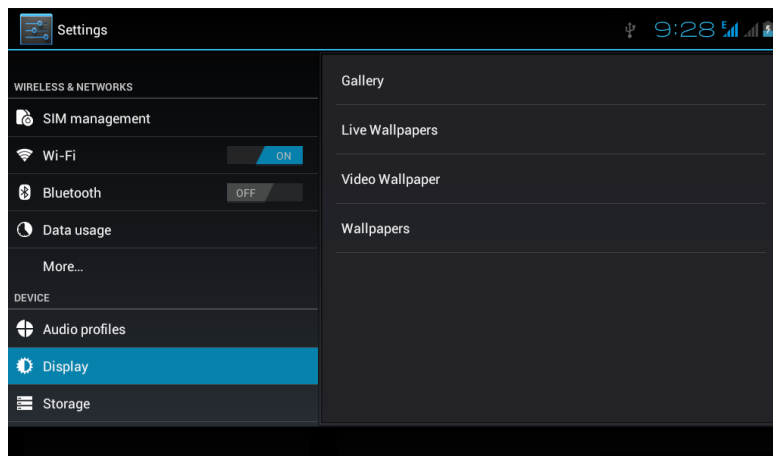 Settings
9:28
E
WIRELESS & NETWORKS
SIM management
Wi-Fi
ON
Bluetooth
OFF
Data usage
More...
DEVICE
Audio profiles
Display
Storage
Gallery
Live Wallpapers
Video Wallpaper
Wallpapers